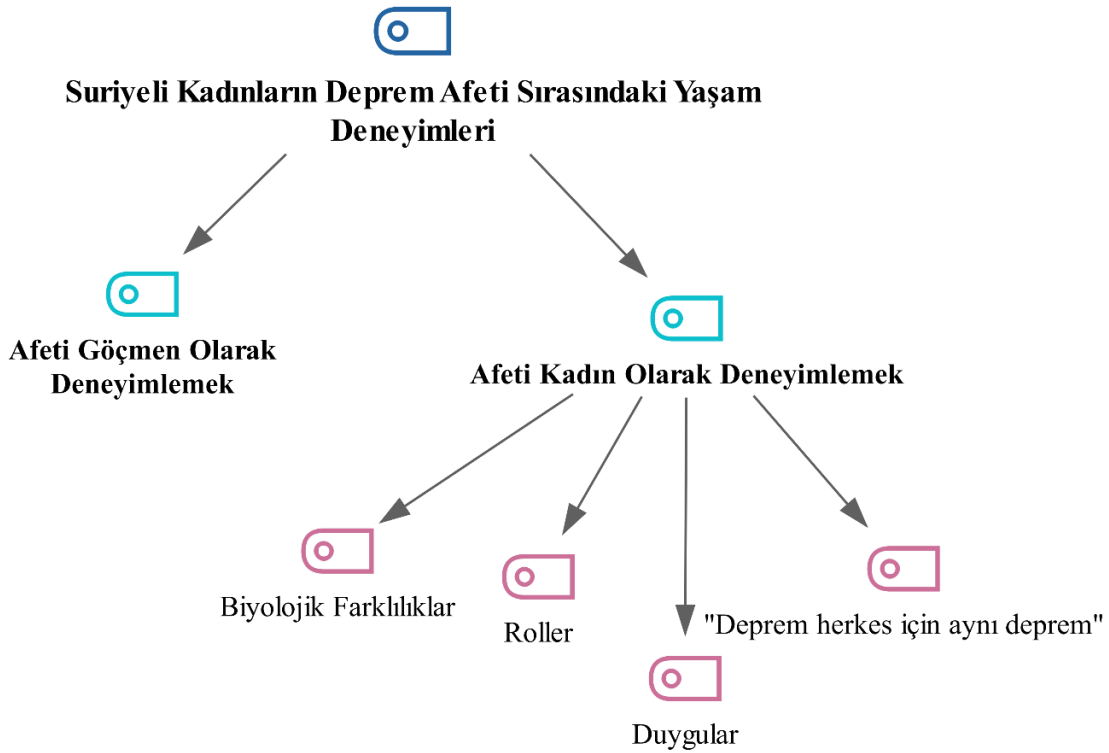 Suriyeli Kadınların Deprem Afeti Sırasındaki Yaşam
Deneyimleri
Afeti Göçmen Olarak
Deneyimlemek
Afeti Kadın Olarak Deneyimlemek
Biyolojik Farklılıklar
Roller
"Deprem herkes için aynı deprem"
Duygular